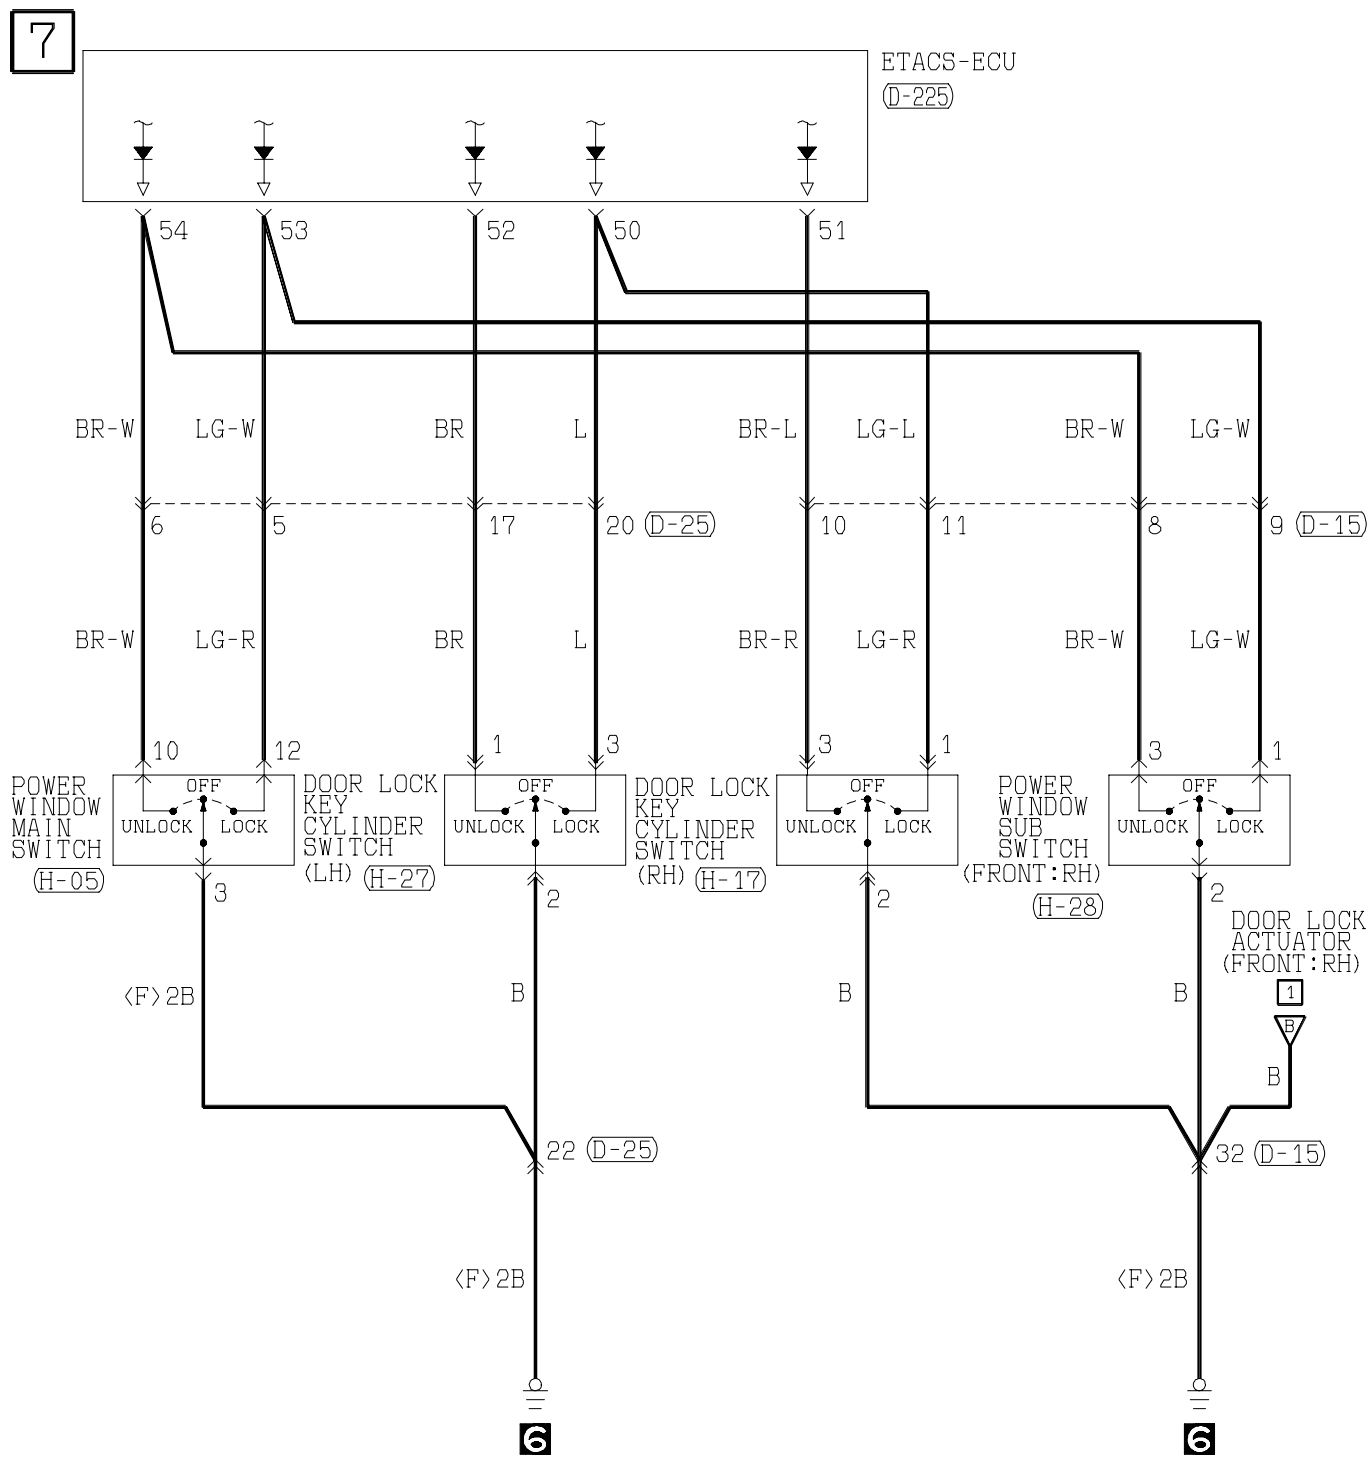 7
ETACS-ECU
(D-225)
54 53 52 50 51
BR-W LG-W BR L BR-L LG-L BR-W LG-W
6 5 17 20 (D-25) 10 11 8 9 (D-15)
BR-W LG-R BR L BR-R LG-R BR-W LG-W
10 12 1 3 3 1 3 1
POWER
WINDOW
MAIN
SWITCH
(H-05)
OFF
UNLOCK LOCK
3
DOOR LOCK
KEY
CYLINDER
SWITCH
(LH) (H-27)
OFF
UNLOCK LOCK
2
DOOR LOCK
KEY
CYLINDER
SWITCH
(RH) (H-17)
OFF
UNLOCK LOCK
2
POWER
WINDOW
SUB
SWITCH
(FRONT:RH)
(H-28)
OFF
UNLOCK LOCK
2
DOOR LOCK
ACTUATOR
(FRONT:RH)
1
B
<F>2B B B B
B
22 (D-25) 32 (D-15)
<F>2B <F>2B
6 6